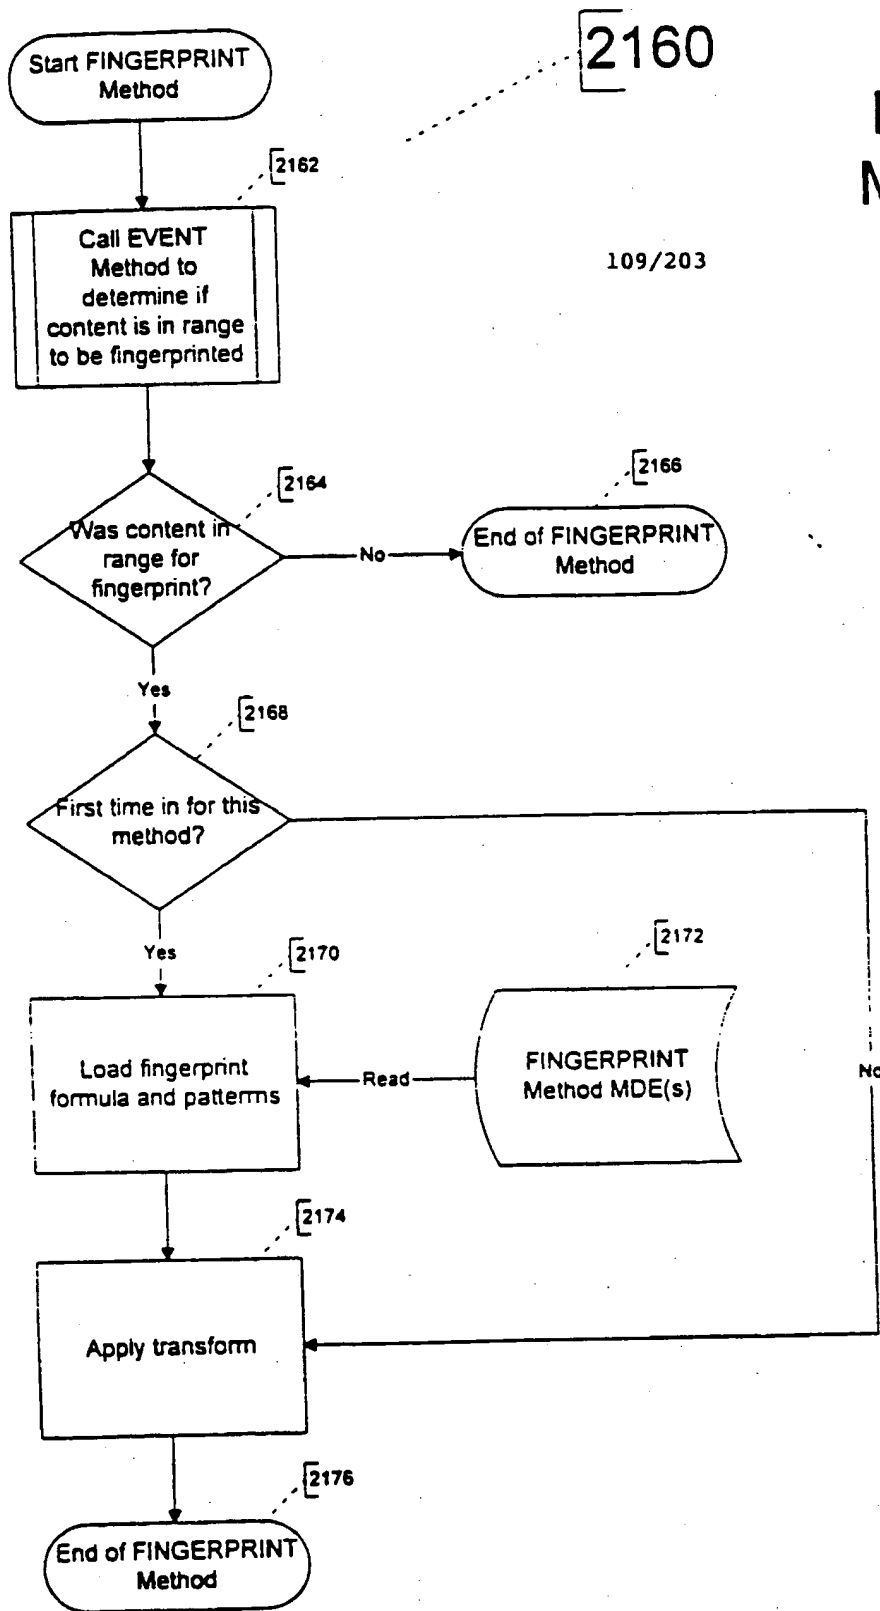 Start FINGERPRINT
Method
2160
2162
Call EVENT
Method to
determine if
content is in range
to be fingerprinted
109/203
2164
Was content in
range for
fingerprint?
No
2166
End of FINGERPRINT
Method
Yes
2168
First time in for this
method?
Yes
2170
Load fingerprint
formula and patterms
Read
2172
FINGERPRINT
Method MDE(s)
No
2174
Apply transform
2176
End of FINGERPRINT
Method